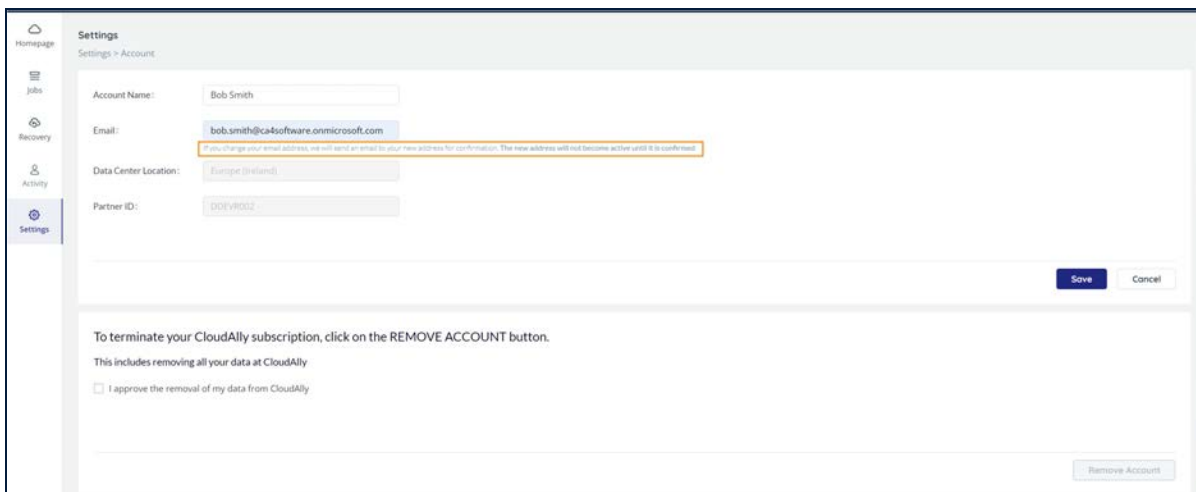 Homepage
Jobs
Recovery
Activity
Settings
Settings
Settings > Account
Account Name:
Bob Smith
Email:
bob.smith@ca4software.onmicrosoft.com
If you change your email address, we will send an email to your new address for confirmation. The new address will not become active until it is confirmed
Data Center Location:
Europe (Ireland)
Partner ID:
DDEVR002 -
Save Cancel
To terminate your CloudAlly subscription, click on the REMOVE ACCOUNT button.
This includes removing all your data at CloudAlly
I approve the removal of my data from CloudAlly
Remove Account